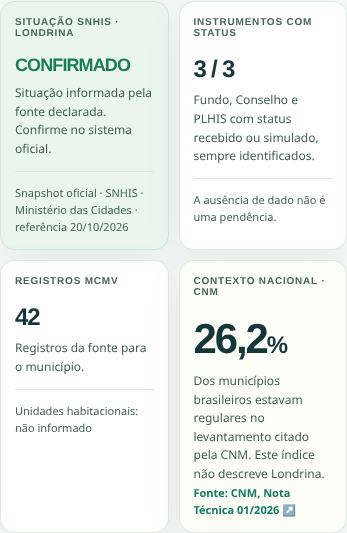 SITUAÇÃO SNHIS ·
LONDRINA
CONFIRMADO
Situação informada pela
fonte declarada.
Confirme no sistema
oficial.
Snapshot oficial · SNHIS ·
Ministério das Cidades ·
referência 20/10/2026
INSTRUMENTOS COM
STATUS
3 / 3
Fundo, Conselho e
PLHIS com status
recebido ou simulado,
sempre identificados.
A ausência de dado não é
uma pendência.
REGISTROS MCMV
42
Registros da fonte para
o município.
Unidades habitacionais:
não informado
CONTEXTO NACIONAL ·
CNM
26,2%
Dos municípios
brasileiros estavam
regulares no
levantamento citado
pela CNM. Este índice
não descreve Londrina.
Fonte: CNM, Nota
Técnica 01/2026 ↗